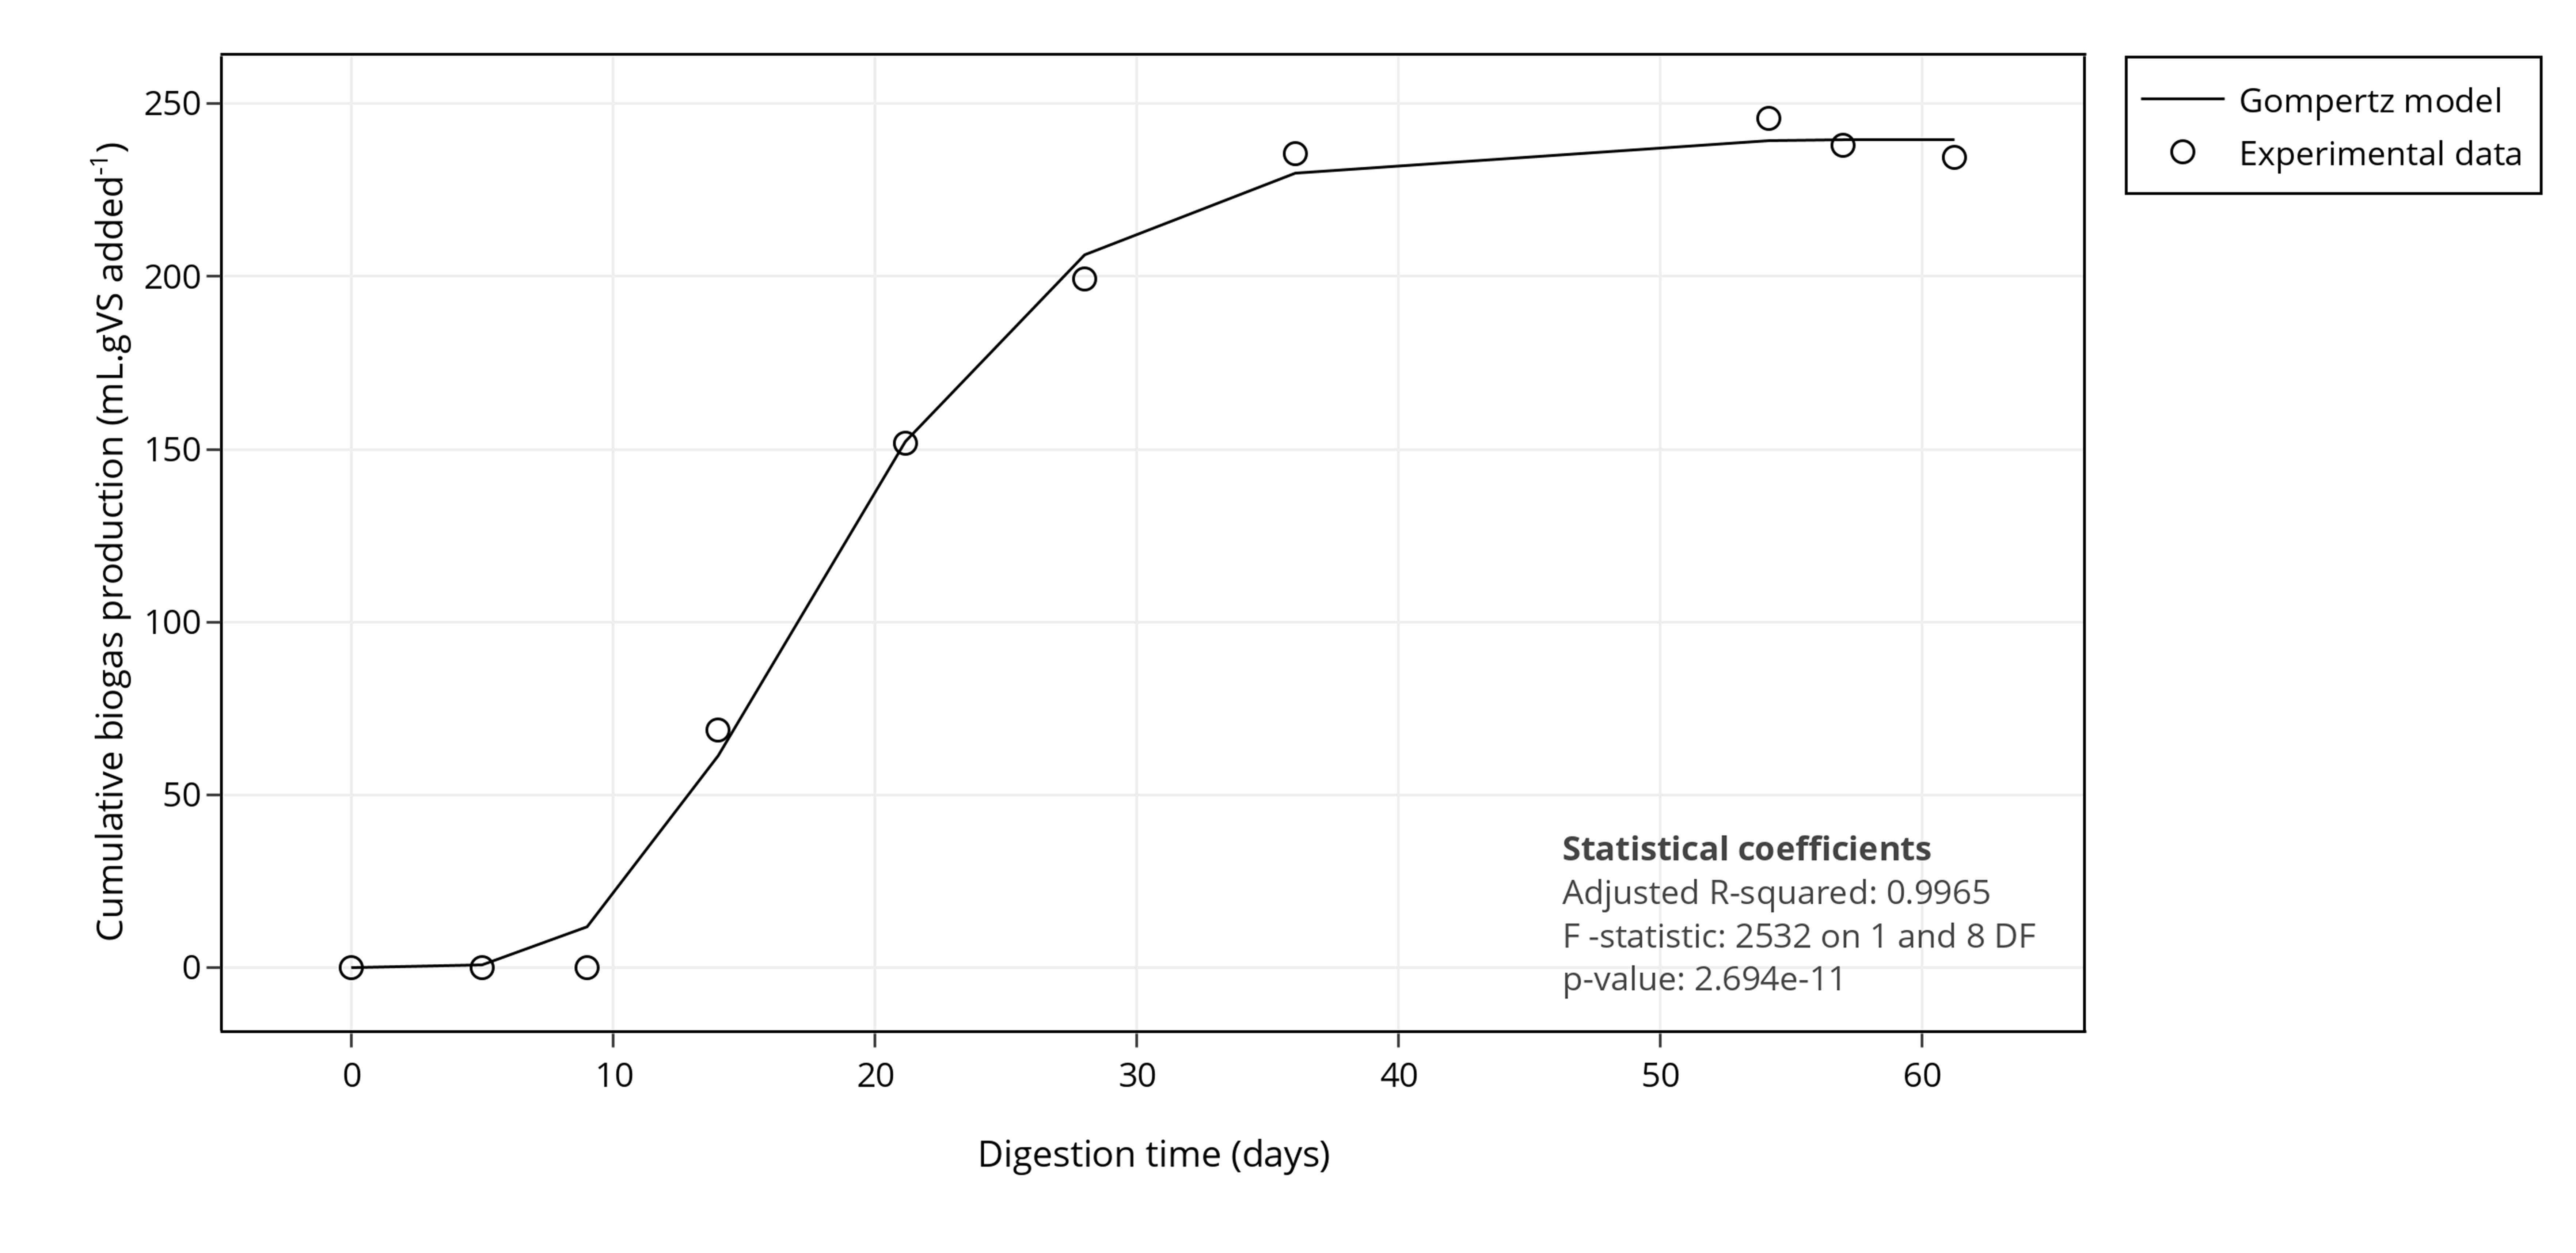 Cumulative biogas production (mL.gVS added-1)
250
200
150
100
50
0
0 10 20 30 40 50 60
Digestion time (days)
Gompertz model
Experimental data
Statistical coefficients
Adjusted R-squared: 0.9965
F -statistic: 2532 on 1 and 8 DF
p-value: 2.694e-11